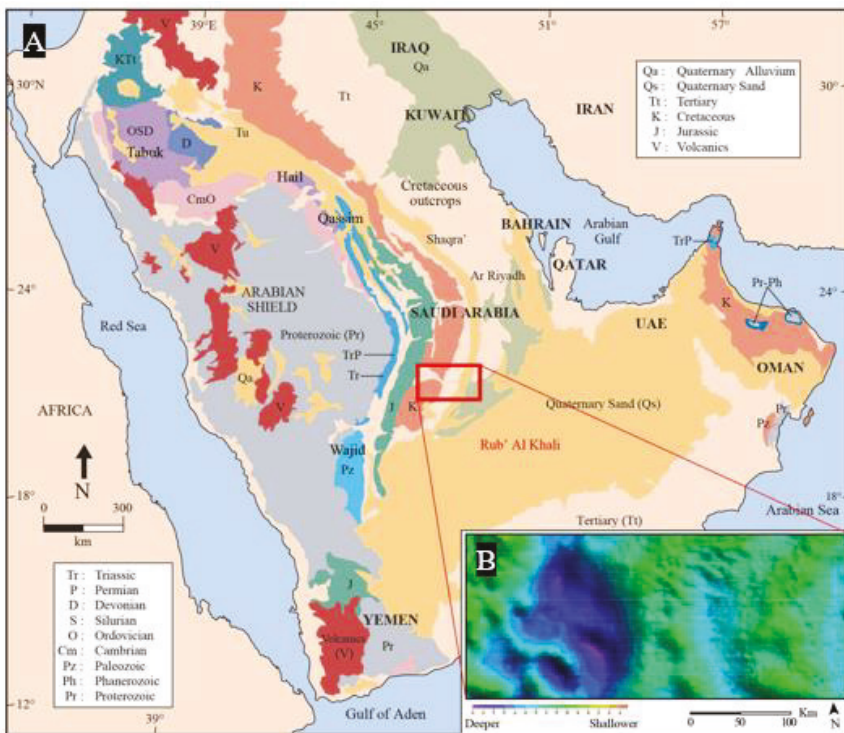 A
39°E
45°
51°
57°
V
KTt
IRAQ
Qa
30°N
K
Tt
IRAN
30°
KUWAIT
Qa : Quaternary Alluvium
Qs : Quaternary Sand
Tt : Tertiary
K : Cretaceous
J : Jurassic
V : Volcanics
OSD
Tabuk
D
Tu
Hail
CmO
Qassim
Cretaceous
outcrops
Shaqra'
BAHRAIN
Arabian
Gulf
TrP
QATAR
Ar Riyadh
Pr-Ph
24°
V
K
24°
ARABIAN
SHIELD
SAUDI ARABIA
UAE
Red Sea
Proterozoic (Pr)
TrP
Tr
OMAN
Qa
V
J
K
Quaternary Sand (Qs)
AFRICA
Pr
Pz
Wajid
Pz
Rub' Al Khali
N
18°
18°
0 300
km
Tertiary (Tt)
Arabian Sea
B
Tr : Triassic
P : Permian
D : Devonian
S : Silurian
O : Ordovician
Cm : Cambrian
Pz : Paleozoic
Ph : Phanerozoic
Pr : Proterozoic
J
YEMEN
Volcanics
(V)
Pr
12°
39°
Gulf of Aden
Deeper Shallower
0 50 100 Km
N